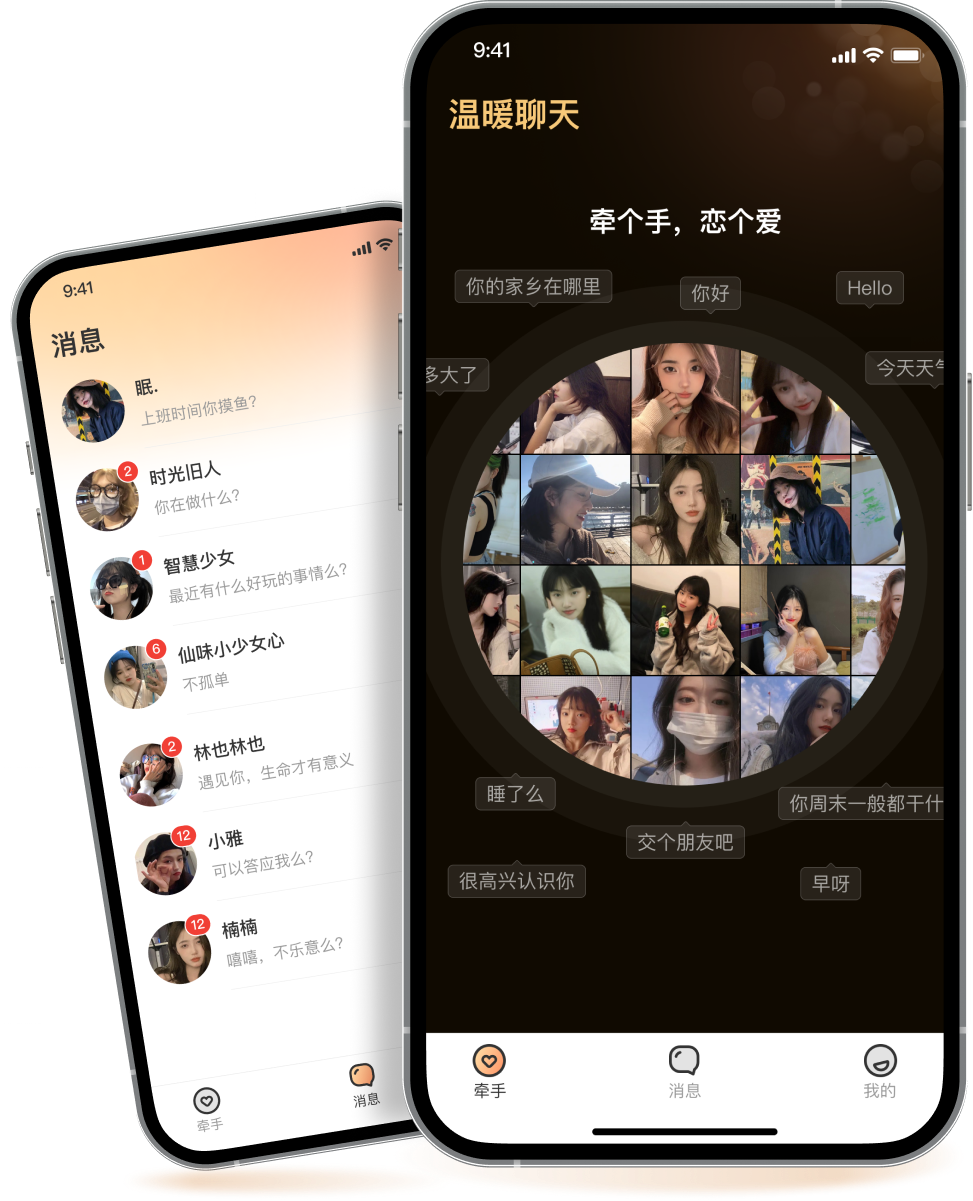 9:41
消息
眠.
上班时间你摸鱼?
2
时光旧人
你在做什么?
1
智慧少女
最近有什么好玩的事情么?
6
仙味小少女心
不孤单
2
林也林也
遇见你，生命才有意义
12
小雅
可以答应我么?
12
楠楠
嘻嘻，不乐意么?
牵手
消息
9:41
温暖聊天
牵个手，恋个爱
你的家乡在哪里
你好
Hello
多大了
今天天气
睡了么
你周末一般都干什
交个朋友吧
很高兴认识你
早呀
牵手
消息
我的